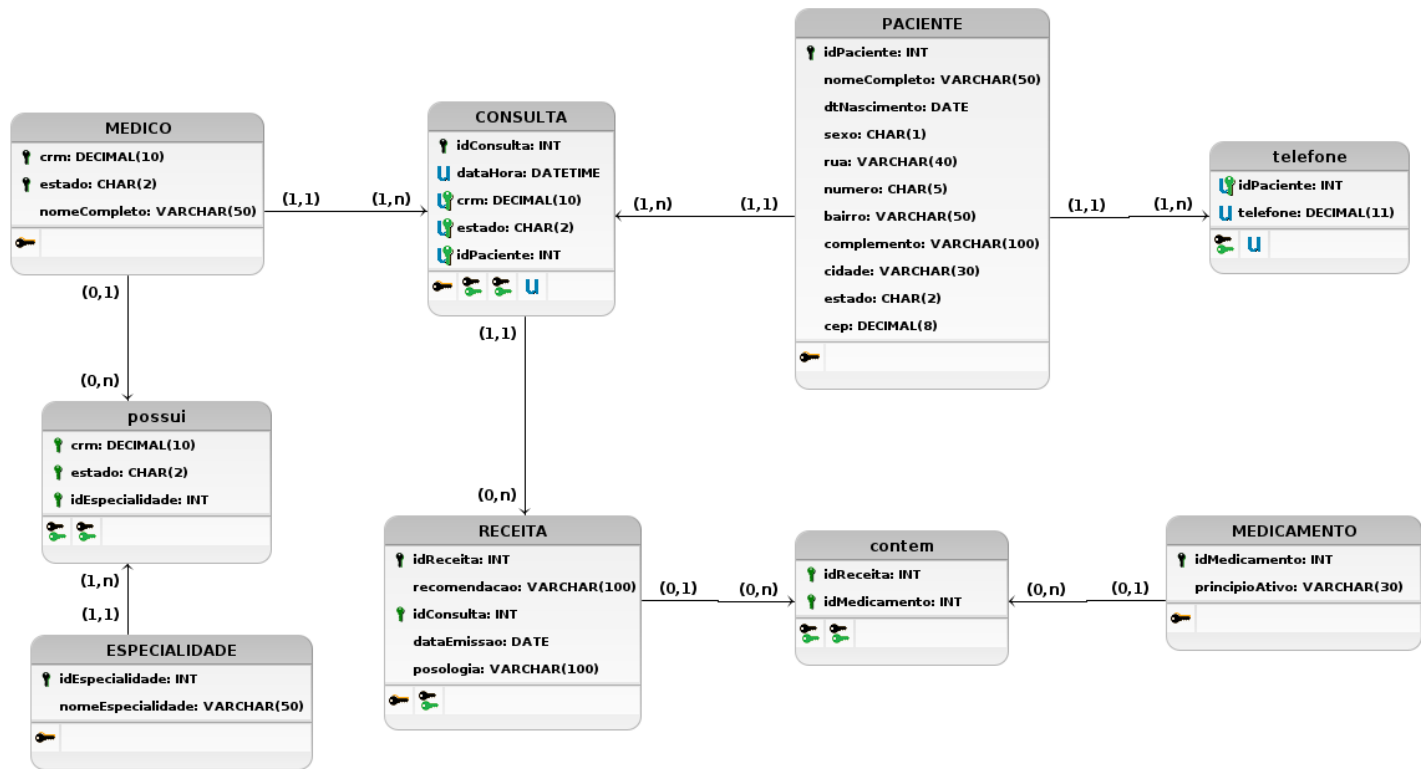 PACIENTE
idPaciente: INT
nomeCompleto: VARCHAR(50)
dtNascimento: DATE
sexo: CHAR(1)
rua: VARCHAR(40)
numero: CHAR(5)
bairro: VARCHAR(50)
complemento: VARCHAR(100)
cidade: VARCHAR(30)
estado: CHAR(2)
cep: DECIMAL(8)
MEDICO
crm: DECIMAL(10)
estado: CHAR(2)
nomeCompleto: VARCHAR(50)
(1,1)
(1,n)
CONSULTA
idConsulta: INT
U dataHora: DATETIME
U crm: DECIMAL(10)
U estado: CHAR(2)
U idPaciente: INT
U
(1,n)
(1,1)
(1,1)
(1,n)
telefone
U idPaciente: INT
U telefone: DECIMAL(11)
U
(0,1)
(0,n)
possui
crm: DECIMAL(10)
estado: CHAR(2)
idEspecialidade: INT
(1,n)
(1,1)
ESPECIALIDADE
idEspecialidade: INT
nomeEspecialidade: VARCHAR(50)
(1,1)
(0,n)
RECEITA
idReceita: INT
recomendacao: VARCHAR(100)
idConsulta: INT
dataEmissao: DATE
posologia: VARCHAR(100)
(0,1)
(0,n)
contem
idReceita: INT
idMedicamento: INT
(0,n)
(0,1)
MEDICAMENTO
idMedicamento: INT
principioAtivo: VARCHAR(30)